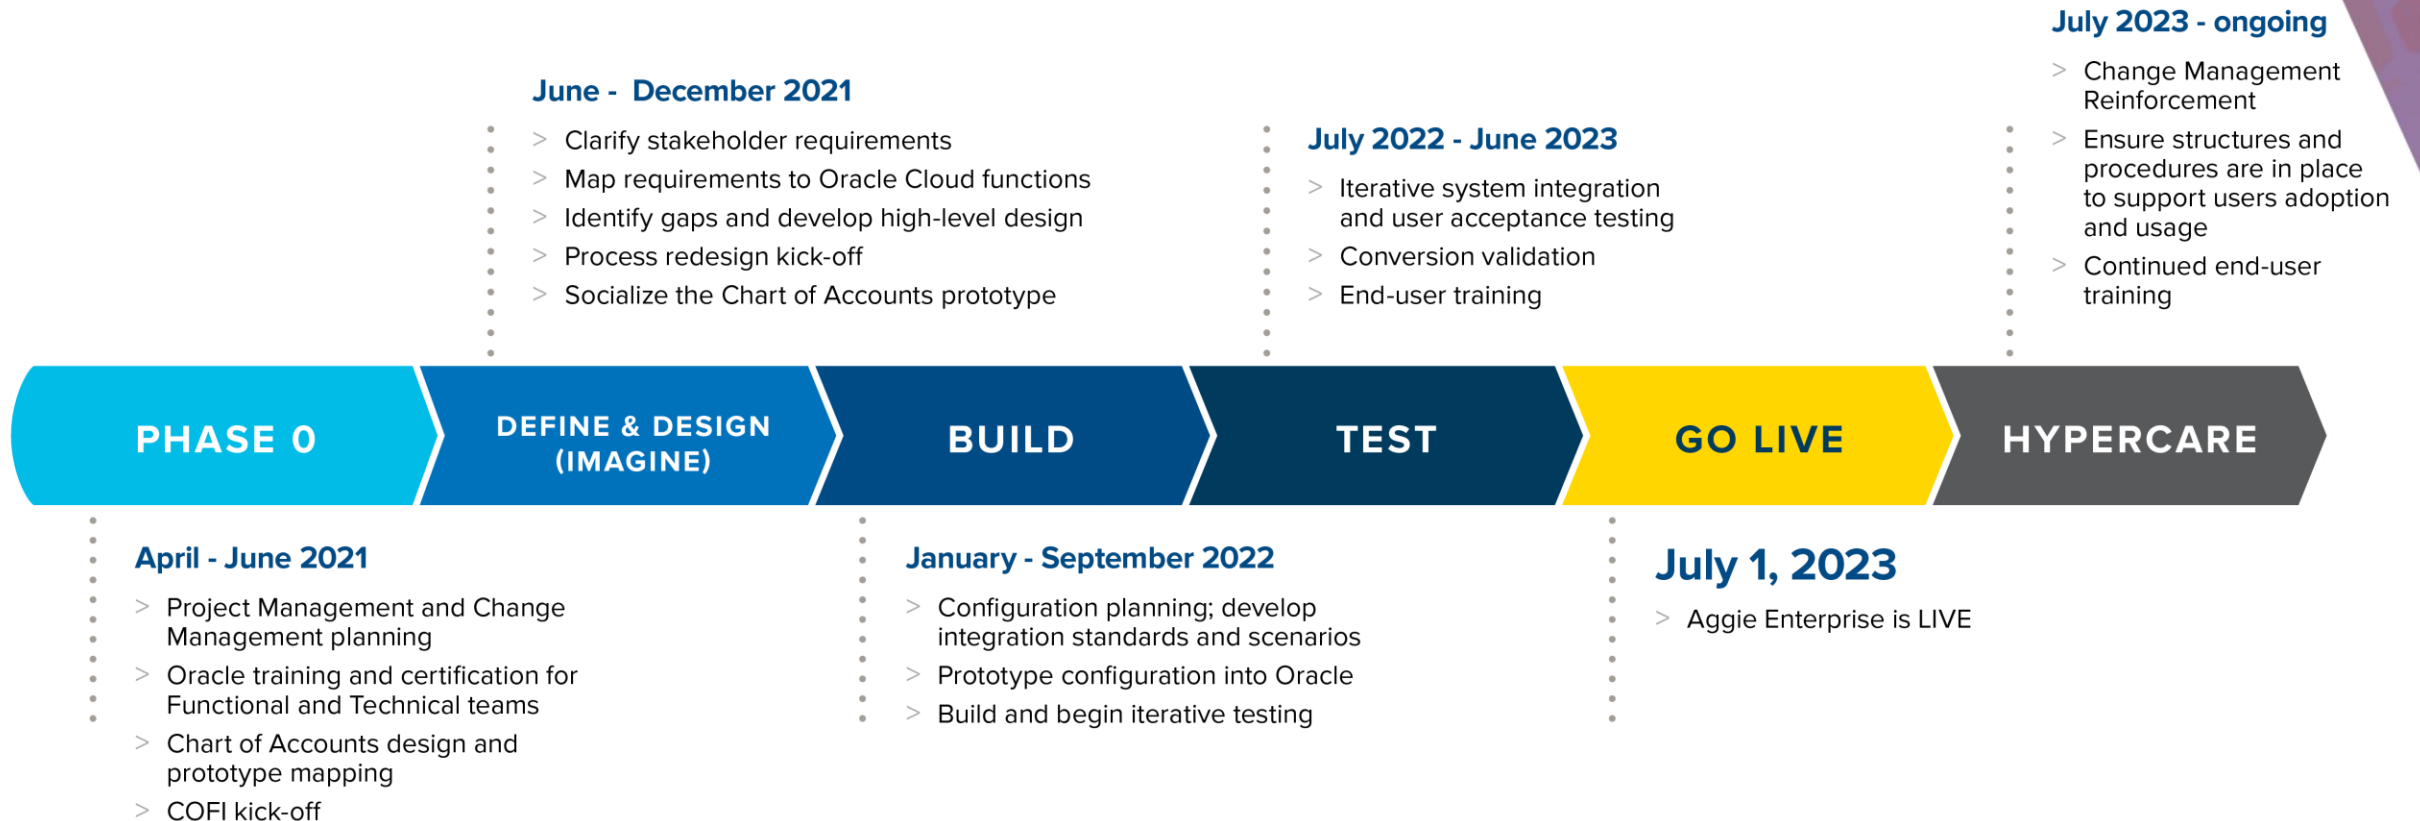 July 2023 - ongoing
> Change Management
Reinforcement
> Ensure structures and
procedures are in place
to support users adoption
and usage
> Continued end-user
training
June -  December 2021
> Clarify stakeholder requirements
> Map requirements to Oracle Cloud functions
> Identify gaps and develop high-level design
> Process redesign kick-off
> Socialize the Chart of Accounts prototype
July 2022 - June 2023
> Iterative system integration
and user acceptance testing
> Conversion validation
> End-user training
PHASE 0
DEFINE & DESIGN
(IMAGINE)
BUILD
TEST
GO LIVE
HYPERCARE
April - June 2021
> Project Management and Change
Management planning
> Oracle training and certification for
Functional and Technical teams
> Chart of Accounts design and
prototype mapping
> COFI kick-off
January - September 2022
> Configuration planning; develop
integration standards and scenarios
> Prototype configuration into Oracle
> Build and begin iterative testing
July 1, 2023
> Aggie Enterprise is LIVE